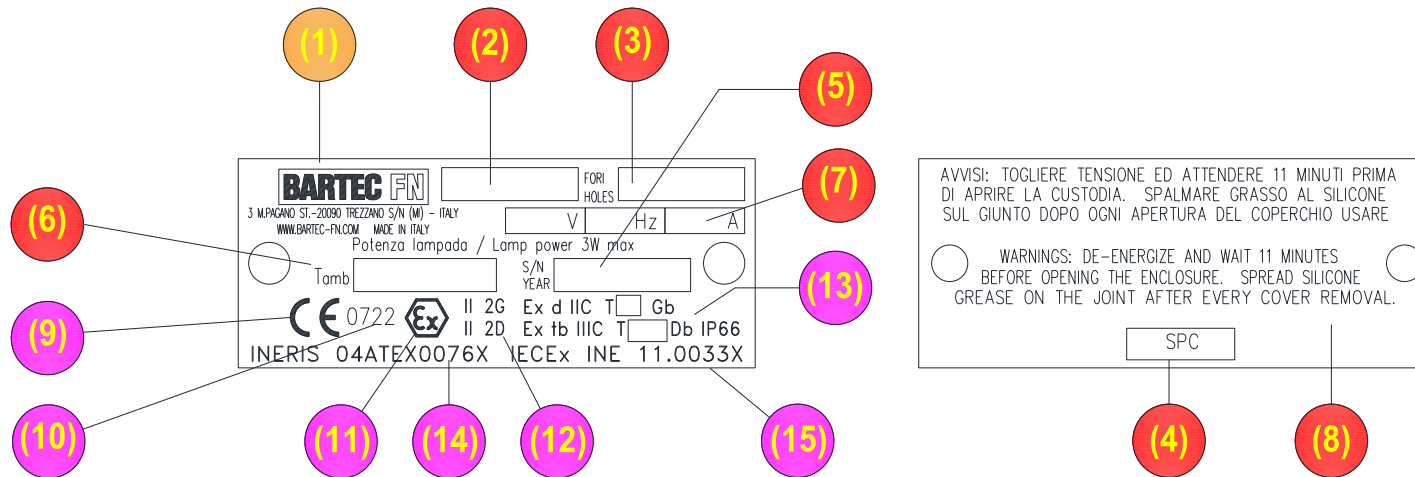 (1)
(2)
(3)
(5)
BARTEC FN
FORI
HOLES
3 M.PAGANO ST.-20090 TREZZANO S/N (MI) - ITALY
WWW.BARTEC-FN.COM MADE IN ITALY
V Hz A
(7)
(6)
Potenza lampada / Lamp power 3W max
Tamb
S/N
YEAR
(13)
(9)
CE 0722 Ex II 2G Ex d IIC T Gb
II 2D Ex tb IIIC T Db IP66
INERIS 04ATEX0076X IECEx INE 11.0033X
(10)
(11)
(14)
(12)
(15)
AVVISI: TOGLIERE TENSIONE ED ATTENDERE 11 MINUTI PRIMA
DI APRIRE LA CUSTODIA. SPALMARE GRASSO AL SILICONE
SUL GIUNTO DOPO OGNI APERTURA DEL COPERCHIO USARE
WARNINGS: DE-ENERGIZE AND WAIT 11 MINUTES
BEFORE OPENING THE ENCLOSURE. SPREAD SILICONE
GREASE ON THE JOINT AFTER EVERY COVER REMOVAL.
SPC
(4)
(8)